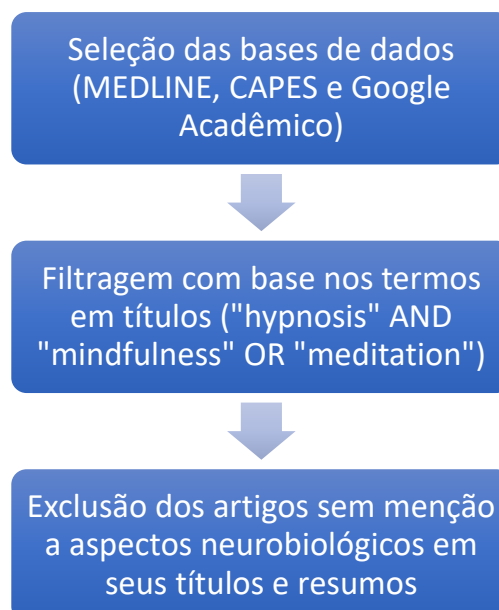 Seleção das bases de dados
(MEDLINE, CAPES e Google
Acadêmico)
Filtragem com base nos termos
em títulos ("hypnosis" AND
"mindfulness" OR "meditation")
Exclusão dos artigos sem menção
a aspectos neurobiológicos em
seus títulos e resumos